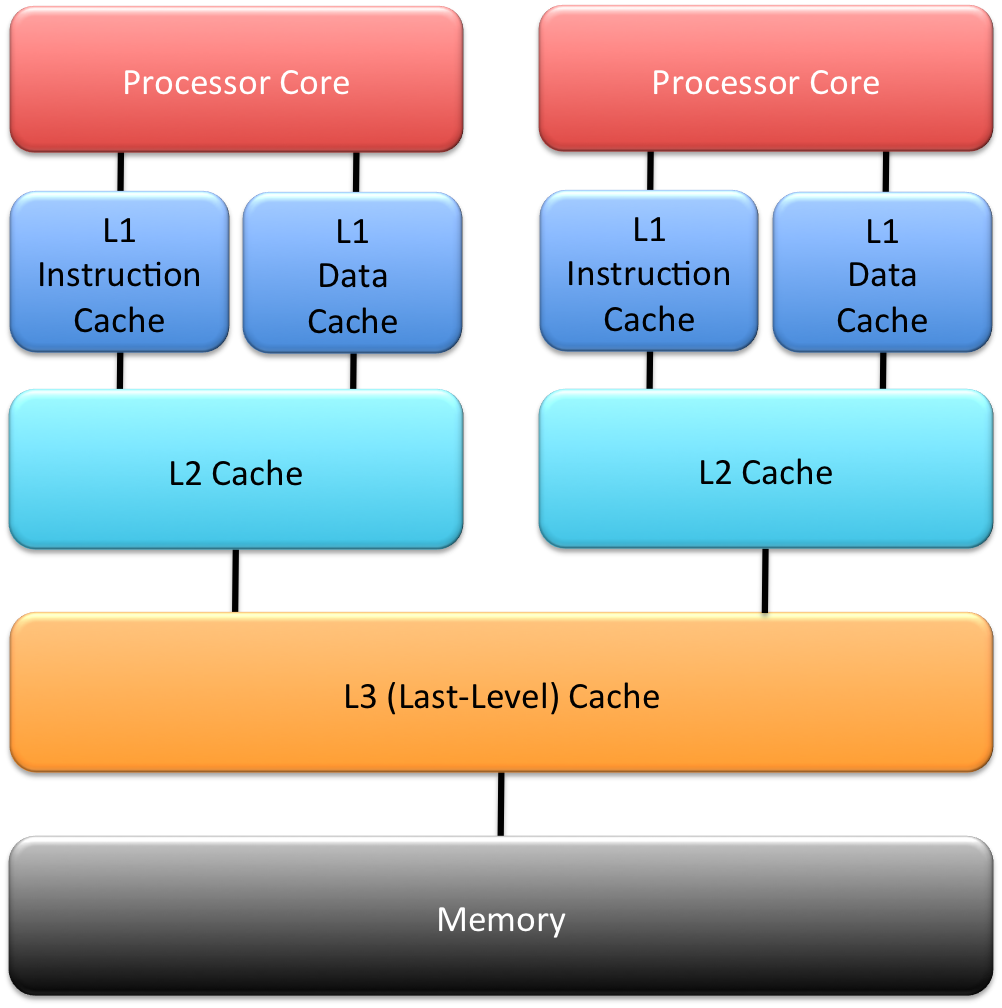 Processor Core
Processor Core
L1
Instruction
Cache
L1
Data
Cache
L1
Instruction
Cache
L1
Data
Cache
L2 Cache
L2 Cache
L3 (Last-Level) Cache
Memory